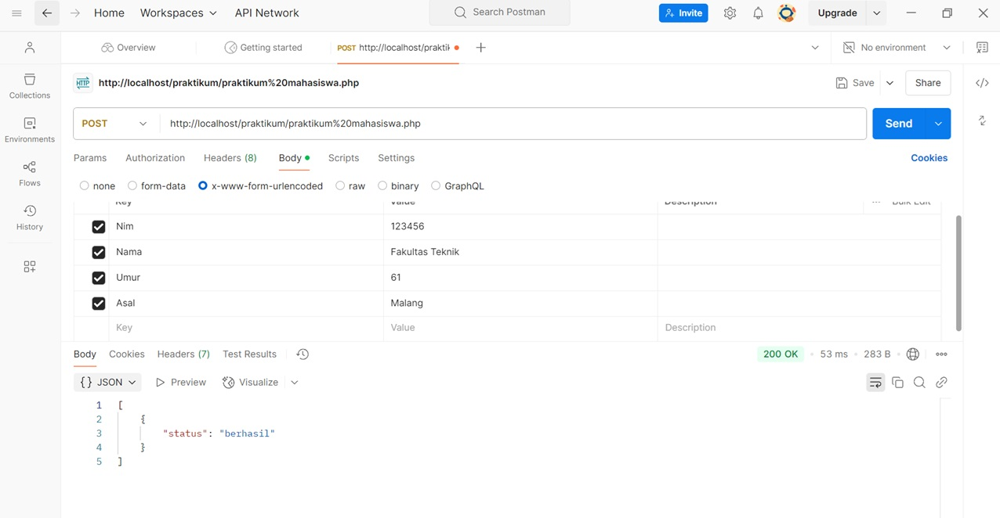 Home Workspaces API Network Search Postman Invite Upgrade
Overview Getting started POST http://localhost/praktik No environment
HTTP http://localhost/praktikum/praktikum%20mahasiswa.php Save Share
Collections
POST http://localhost/praktikum/praktikum%20mahasiswa.php Send
Environments
Params Authorization Headers (8) Body Scripts Settings Cookies
Flows
none form-data x-www-form-urlencoded raw binary GraphQL
Key Value Description Bulk Edit
History
Nim 123456
Nama Fakultas Teknik
Umur 61
Asal Malang
Key Value Description
Body Cookies Headers (7) Test Results 200 OK 53 ms 283 B
{} JSON Preview Visualize
1 [
2 {
3 "status": "berhasil"
4 }
5 ]